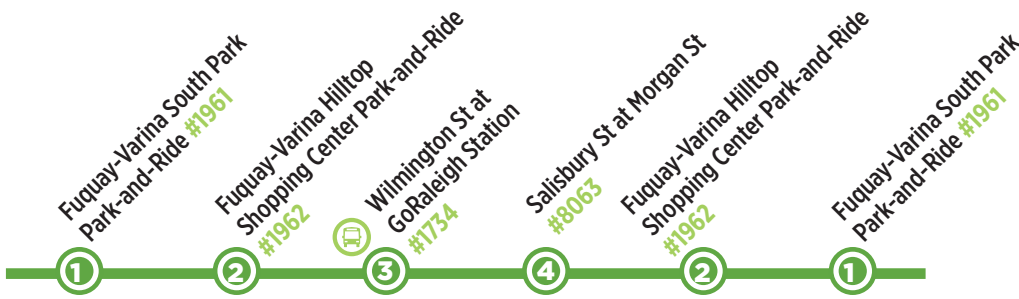 Fuquay-Varina South Park
Park-and-Ride #1961
Fuquay-Varina Hilltop
Shopping Center Park-and-Ride
#1962
Wilmington St at
GoRaleigh Station
#1734
Salisbury St at Morgan St
#8063
Fuquay-Varina Hilltop
Shopping Center Park-and-Ride
#1962
Fuquay-Varina South Park
Park-and-Ride #1961
1
2
3
4
2
1